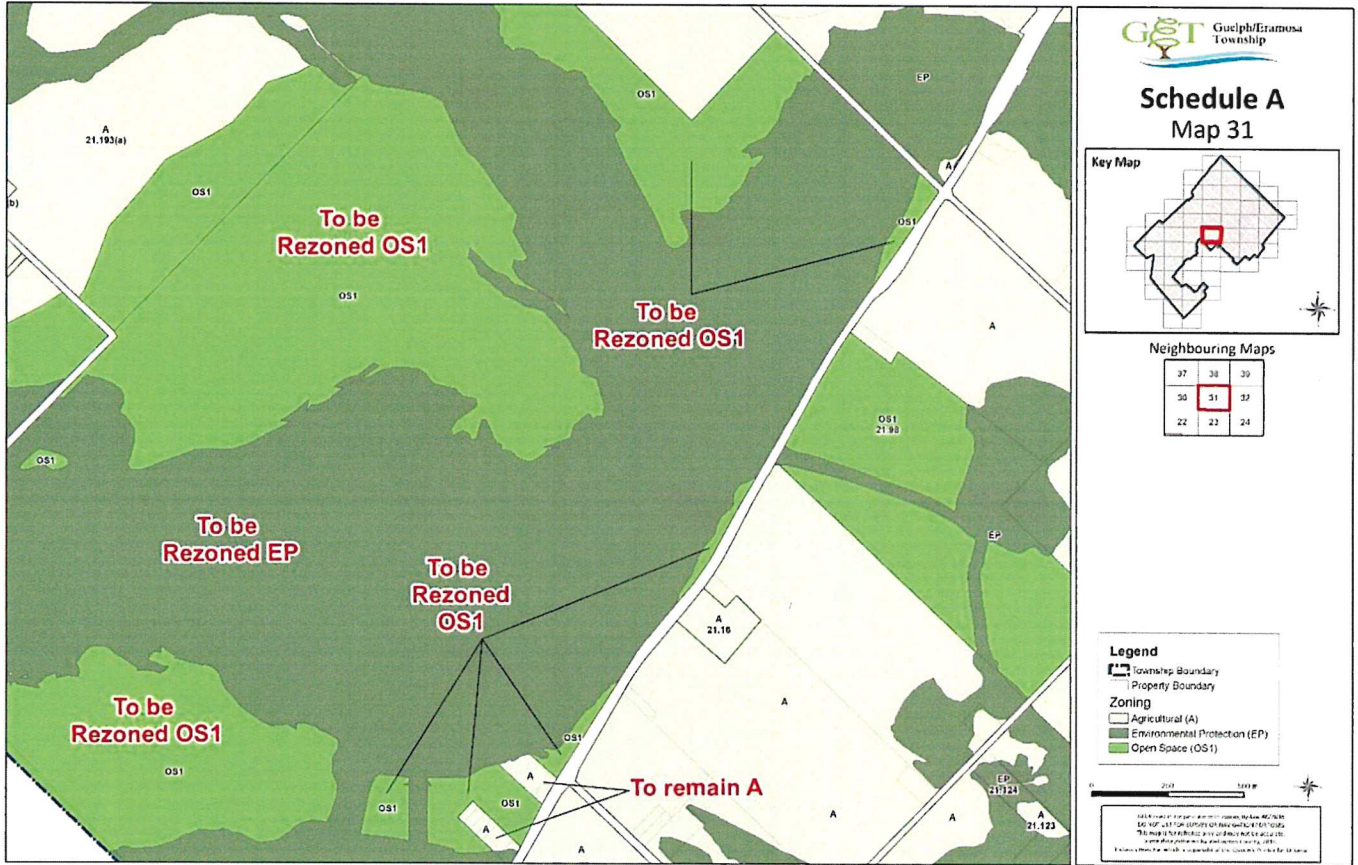 OS1
EP
A
21.193(a)
OS1
A
b)
To be
Rezoned OS1
OS1
OS1
To be
Rezoned OS1
A
OS1
21.98
OS1
To be
Rezoned EP
To be
Rezoned
OS1
EP
A
21.16
To be
Rezoned OS1
OS1
A
A
OS1
A
To remain A
OS1
OS1
A
A
A
EP
21.124
A
21.123
GET Guelph/Eramosa
Township
Schedule A
Map 31
Key Map
Neighbouring Maps
37 38 39
30 31 32
22 23 24
Legend
Township Boundary
Property Boundary
Zoning
Agricultural (A)
Environmental Protection (EP)
Open Space (OS1)
0 250 500 m